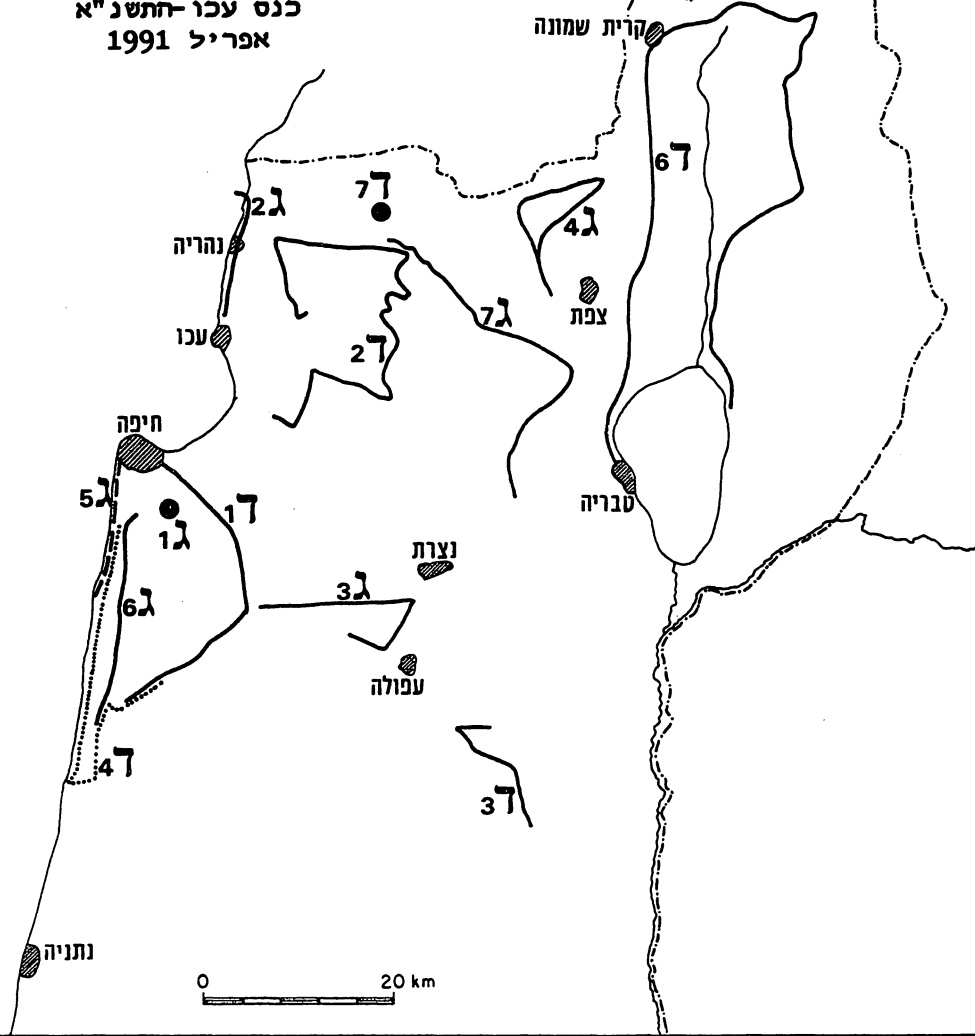 כנס עכו-התשנ"א
אפריל 1991
קרית שמונה
ד6
ד7
ג2
ג4
נהריה
צפת
ג7
עכו
ד2
חיפה
ג5
טבריה
ד1
ג1
נצרת
ג3
ג6
עפולה
ד4
ד3
נתניה
0 20 km